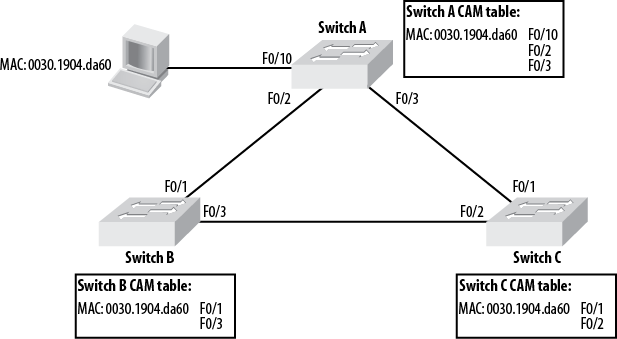 Switch A
Switch A CAM table:
MAC: 0030.1904.da60 F0/10
F0/2
F0/3
MAC: 0030.1904.da60
F0/10
F0/2
F0/3
F0/1
F0/3
F0/2
F0/1
Switch B
Switch C
Switch B CAM table:
MAC: 0030.1904.da60 F0/1
F0/3
Switch C CAM table:
MAC: 0030.1904.da60 F0/1
F0/2